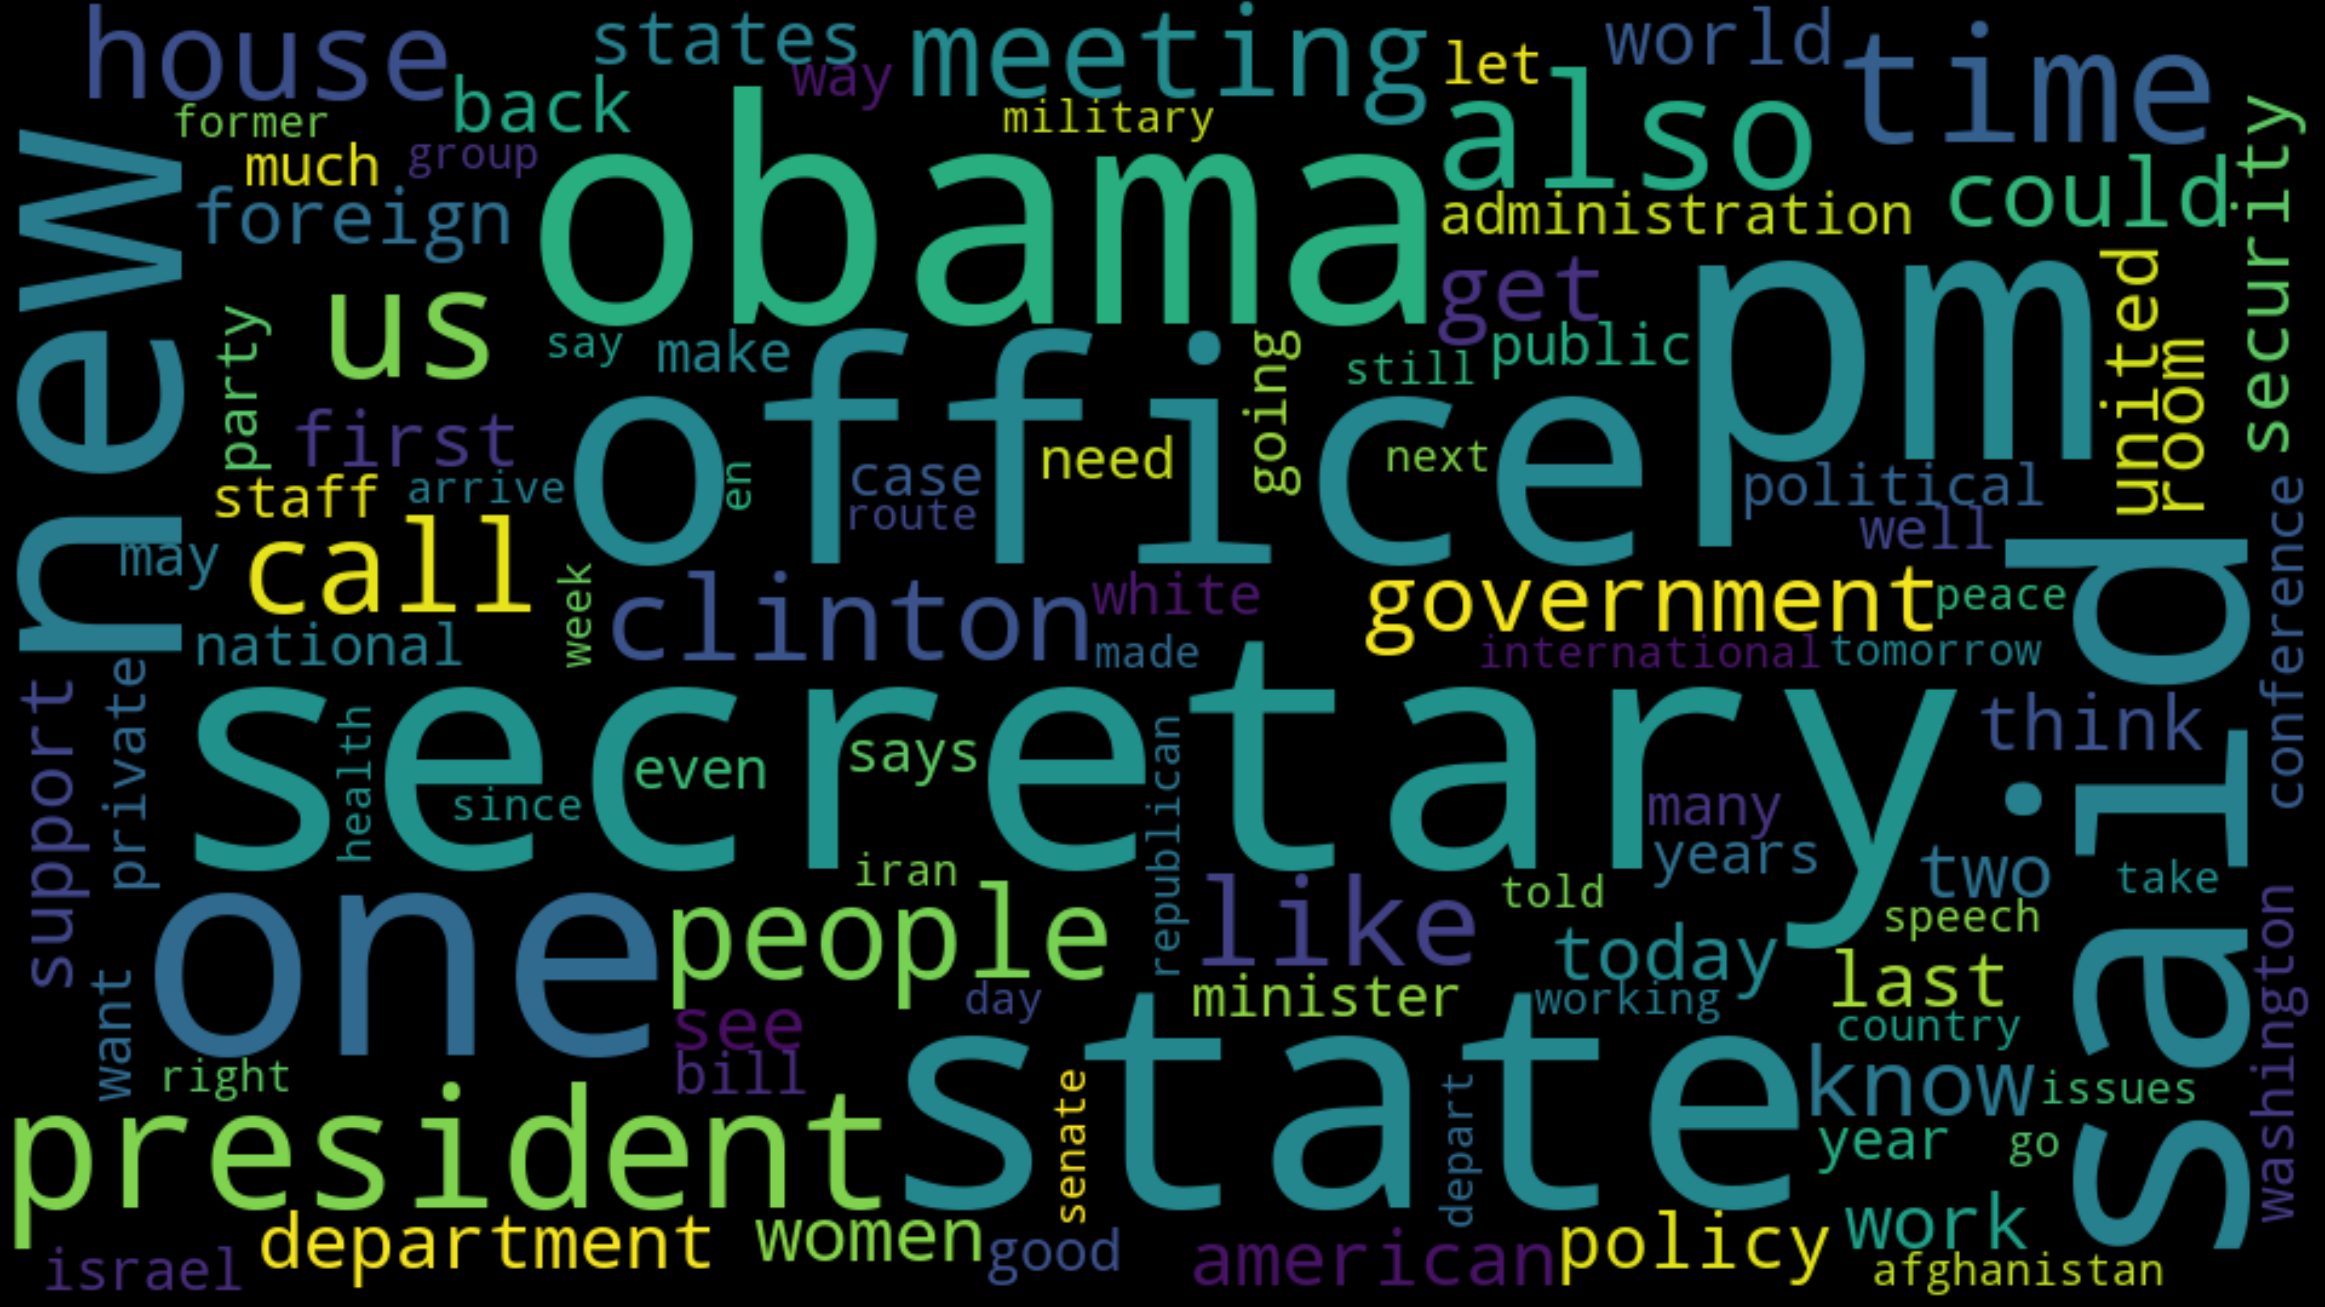 house
states
way
meeting
let
world
time
former
back
military
also
much
group
obama
could
security
new
foreign
administration
us
get
pm
united
room
party
say
make
going
still
public
first
office
staff
arrive
en
case
route
need
next
political
well
conference
may
call
week
clinton
white
made
government
peace
said
national
international
tomorrow
support
private
secretary
think
health
since
even
says
republican
many
years
iran
one
people
like
told
two
take
speech
washington
want
see
day
minister
today
working
last
country
right
bill
state
know
issues
president
senate
depart
year
go
israel
department
women
good
american
policy
work
afghanistan